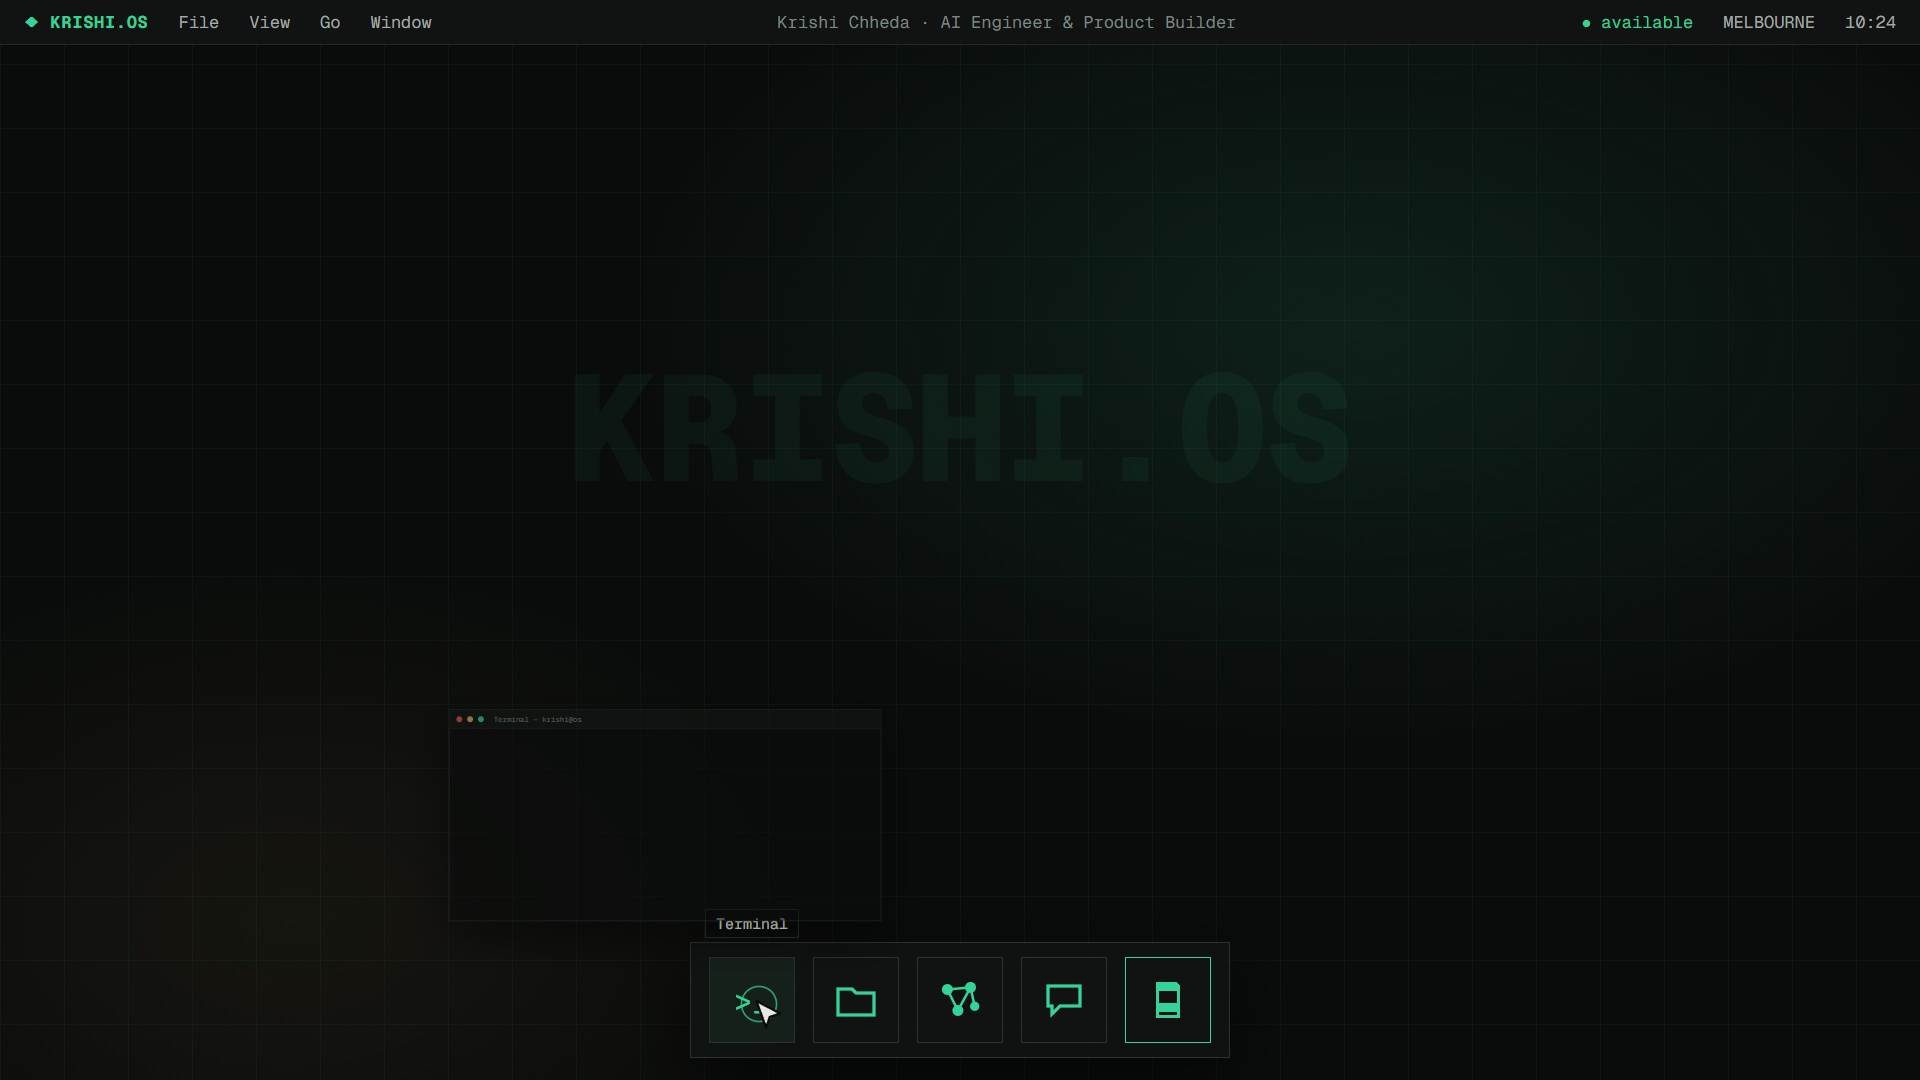 KRISHI.OS File View Go Window Krishi Chheda · AI Engineer & Product Builder available MELBOURNE 10:24
KRISHI.OS
Terminal — krishi@os
Terminal
>_